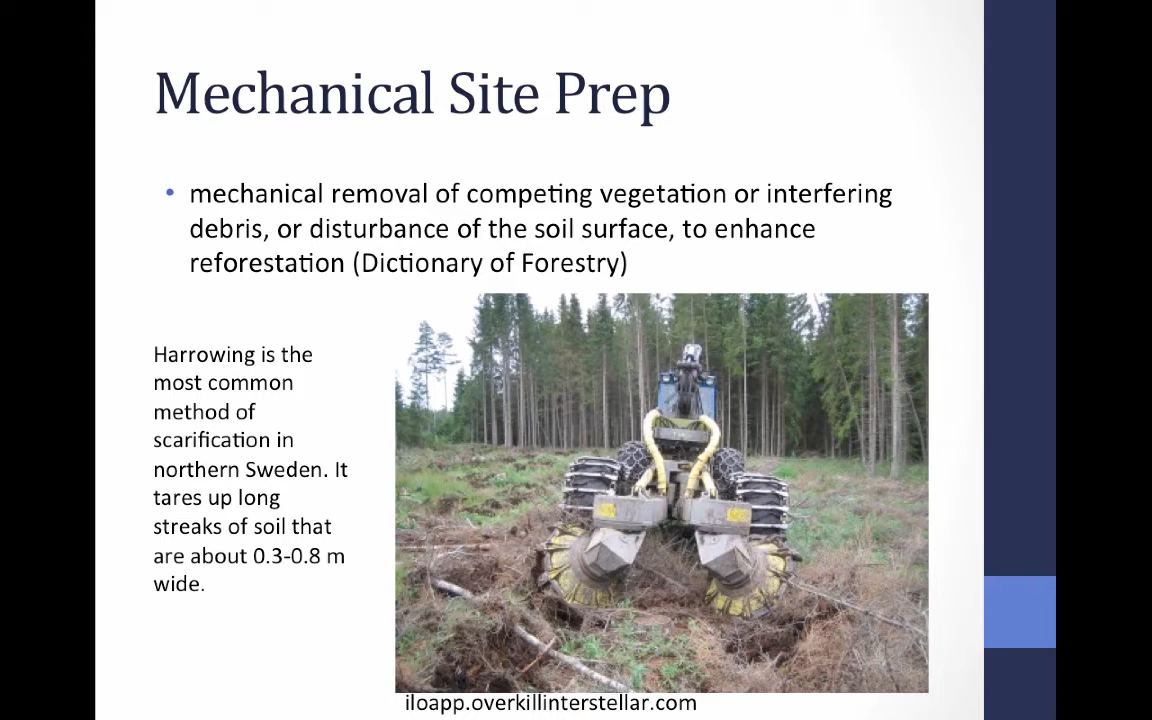 Mechanical Site Prep
• mechanical removal of competing vegetation or interfering
debris, or disturbance of the soil surface, to enhance
reforestation (Dictionary of Forestry)
Harrowing is the
most common
method of
scarification in
northern Sweden. It
tares up long
streaks of soil that
are about 0.3-0.8 m
wide.
iloapp.overkillinterstellar.com